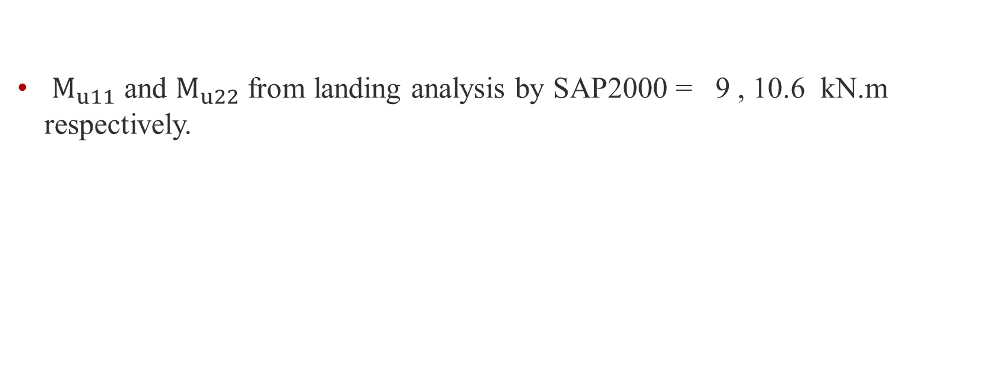 • Mu11 and Mu22 from landing analysis by SAP2000 = 9 , 10.6 kN.m
respectively.